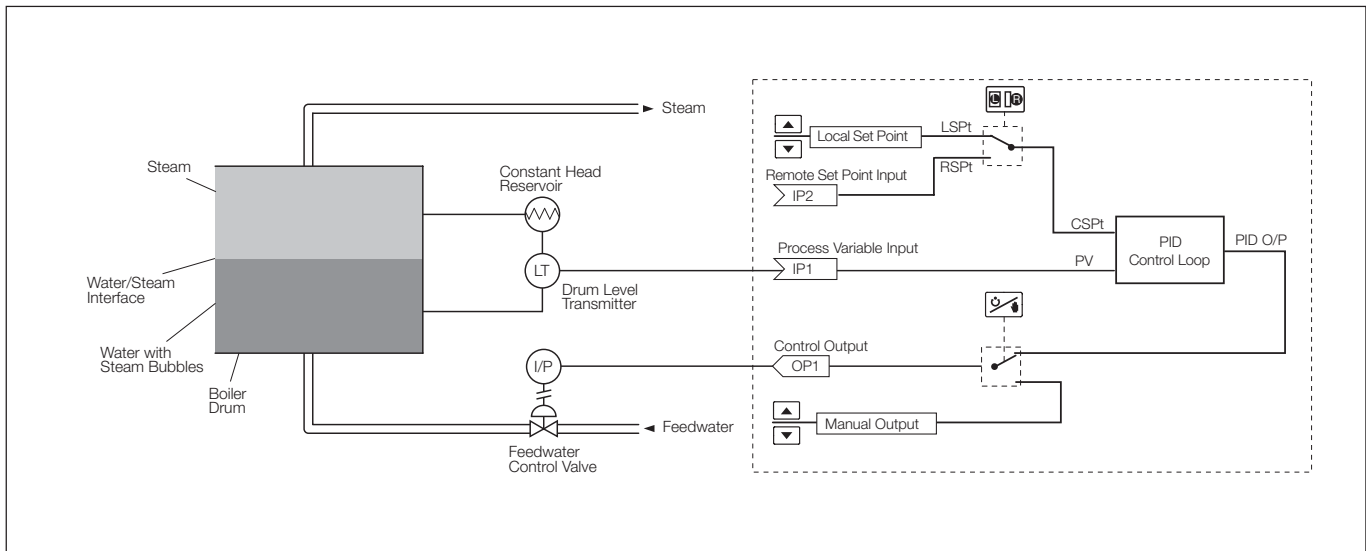 Steam
Steam
Water/Steam
Interface
Water with
Steam Bubbles
Boiler
Drum
Constant Head
Reservoir
LT
Drum Level
Transmitter
I/P
Feedwater
Feedwater
Control Valve
L R
Local Set Point
LSPt
RSPt
Remote Set Point Input
IP2
CSPt
Process Variable Input
IP1
PV
PID
Control Loop
PID O/P
Control Output
OP1
Manual Output